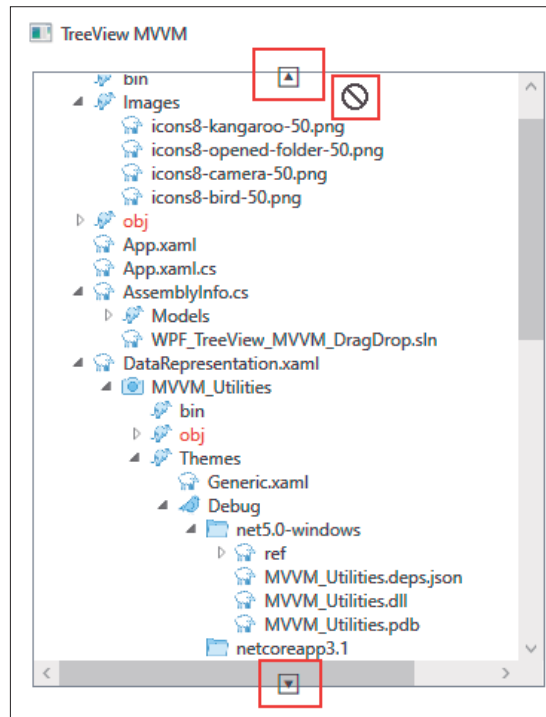 TreeView MVVM
bin
Images
icons8-kangaroo-50.png
icons8-opened-folder-50.png
icons8-camera-50.png
icons8-bird-50.png
obj
App.xaml
App.xaml.cs
AssemblyInfo.cs
Models
WPF_TreeView_MVVM_DragDrop.sln
DataRepresentation.xaml
MVVM_Utilities
bin
obj
Themes
Generic.xaml
Debug
net5.0-windows
ref
MVVM_Utilities.deps.json
MVVM_Utilities.dll
MVVM_Utilities.pdb
netcoreapp3.1